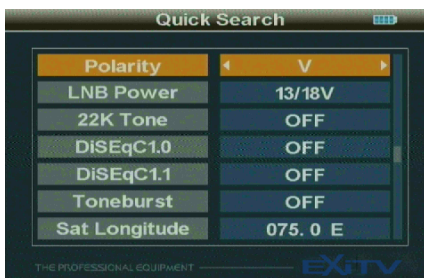 Quick Search
Polarity V
LNB Power 13/18V
22K Tone OFF
DiSEqC1.0 OFF
DiSEqC1.1 OFF
Toneburst OFF
Sat Longitude 075. 0 E
THE PROFESSIONAL EQUIPMENT EXiTV